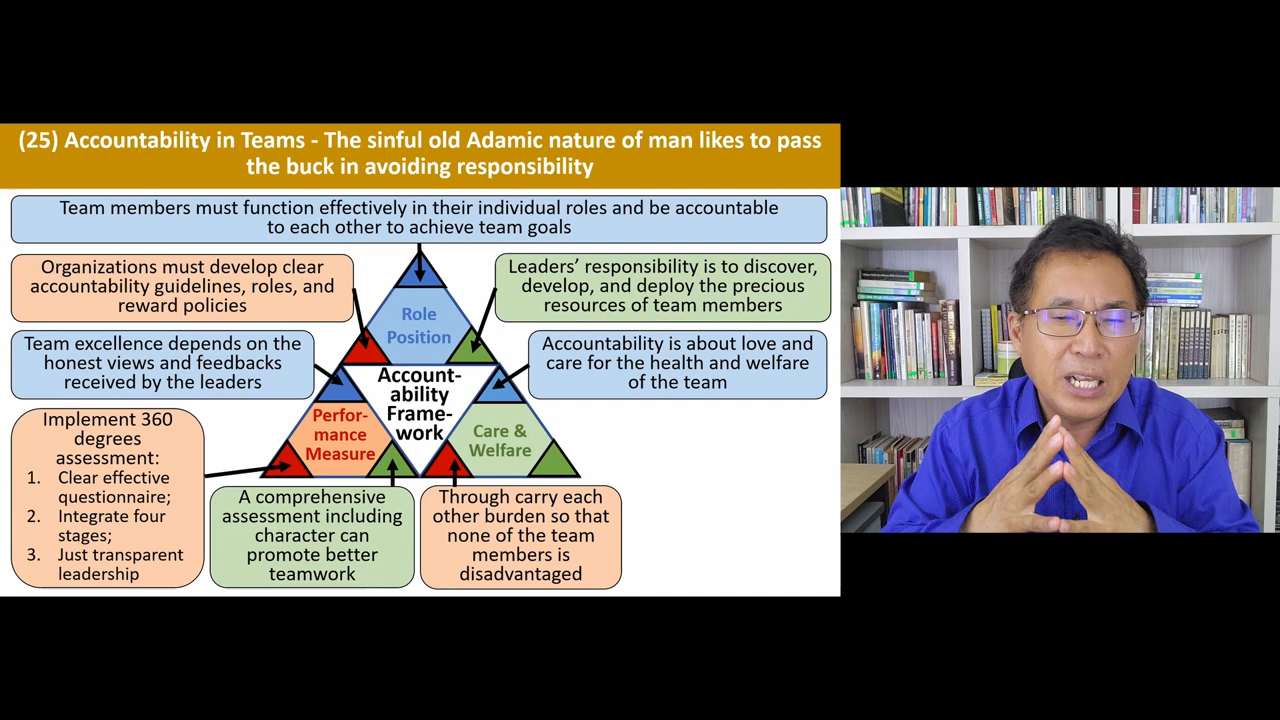 (25) Accountability in Teams - The sinful old Adamic nature of man likes to pass
the buck in avoiding responsibility
Team members must function effectively in their individual roles and be accountable
to each other to achieve team goals
Organizations must develop clear
accountability guidelines, roles, and
reward policies
Leaders’ responsibility is to discover,
develop, and deploy the precious
resources of team members
Role
Position
Team excellence depends on the
honest views and feedbacks
received by the leaders
Accountability is about love and
care for the health and welfare
of the team
Account-
ability
Frame-
work
Perfor-
mance
Measure
Care &
Welfare
Implement 360
degrees
assessment:
1. Clear effective
questionnaire;
2. Integrate four
stages;
3. Just transparent
leadership
A comprehensive
assessment including
character can
promote better
teamwork
Through carry each
other burden so that
none of the team
members is
disadvantaged